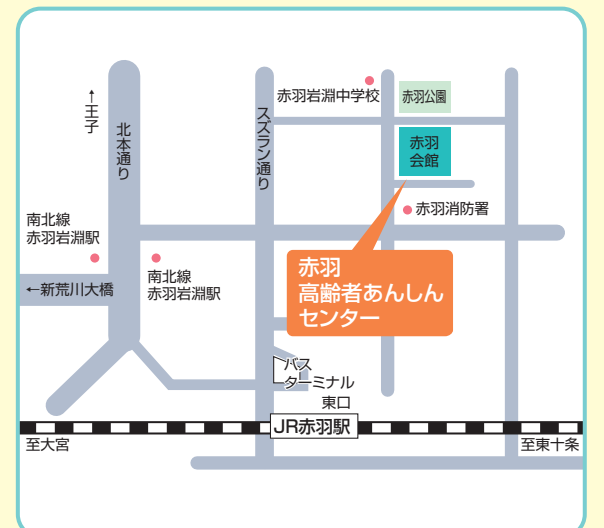 赤羽岩淵中学校
赤羽公園
←王子
北本通り
スズラン通り
赤羽
会館
赤羽消防署
南北線
赤羽岩淵駅
←新荒川大橋
南北線
赤羽岩淵駅
赤羽
高齢者あんしん
センター
バス
ターミナル
東口
JR赤羽駅
至大宮
至東十条